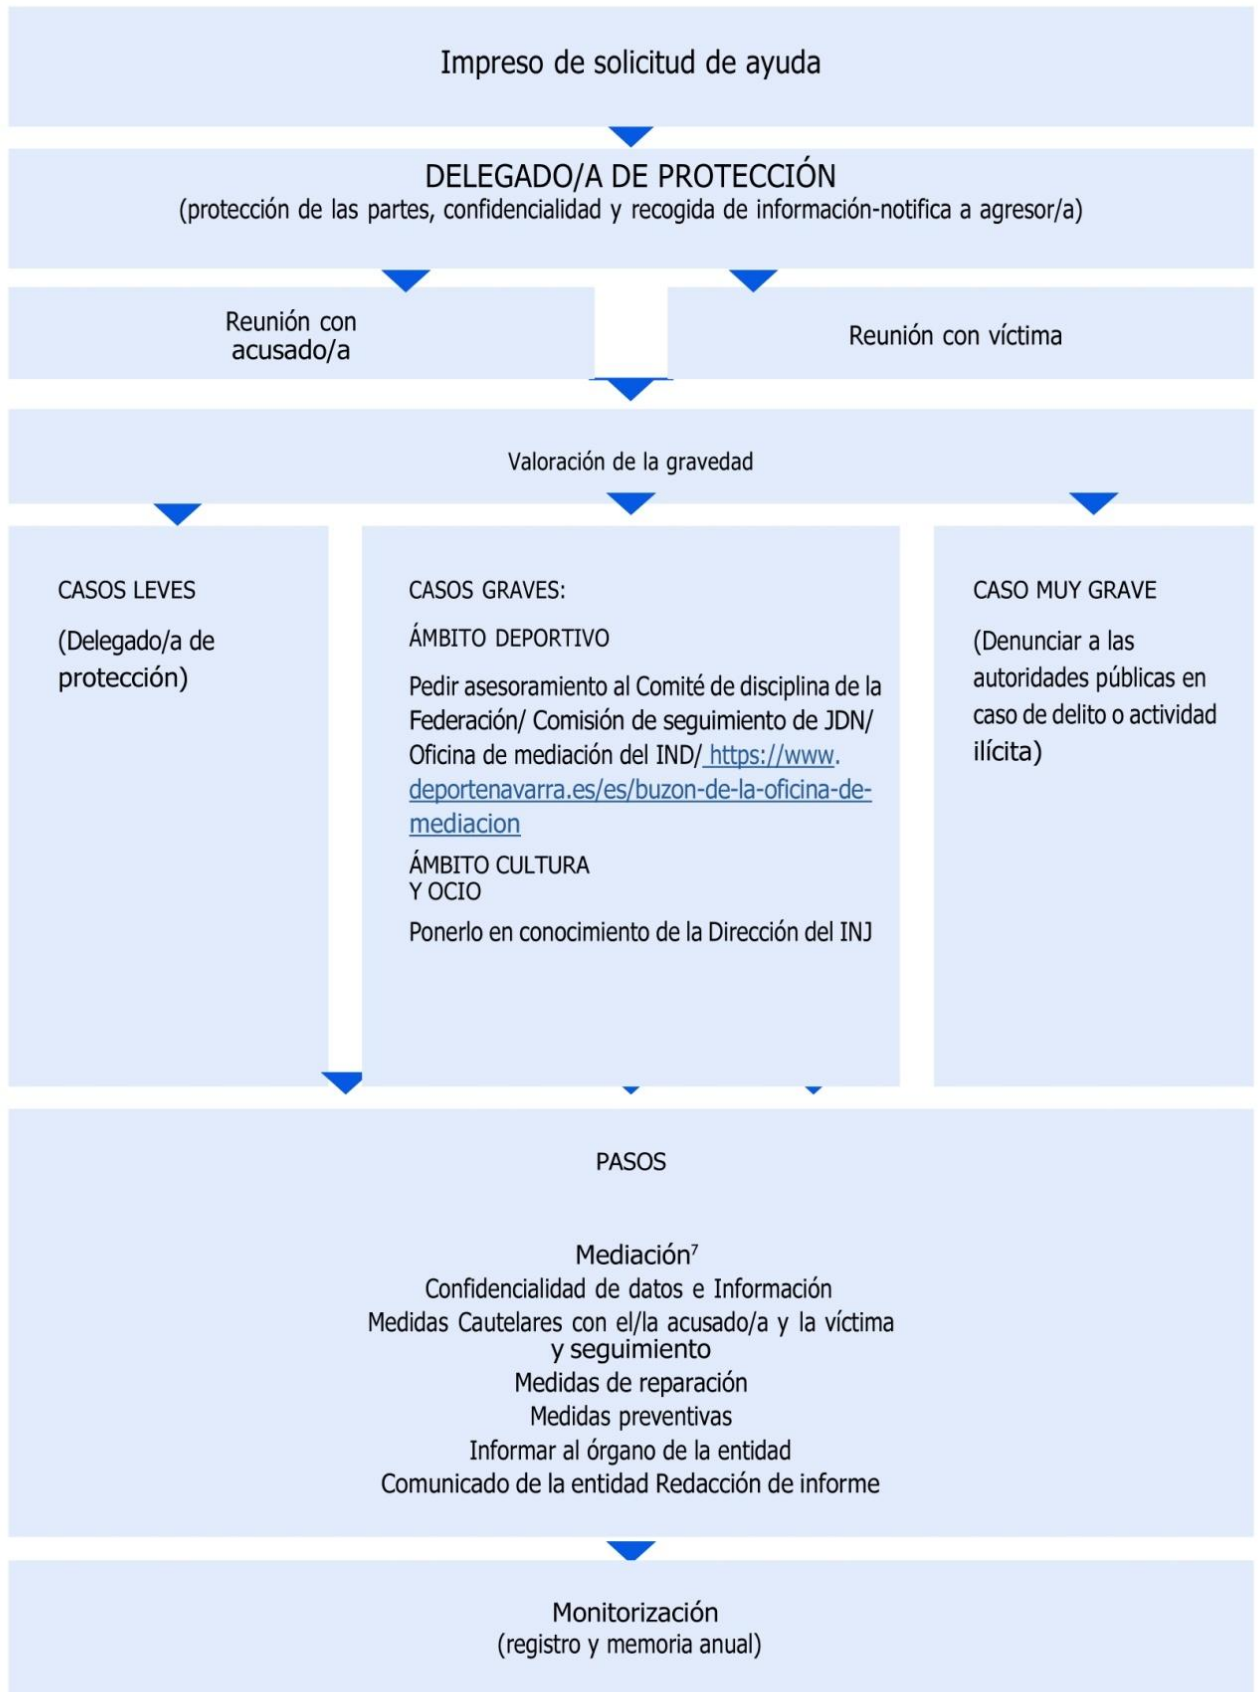 Impreso de solicitud de ayuda
DELEGADO/A DE PROTECCIÓN
(protección de las partes, confidencialidad y recogida de información-notifica a agresor/a)
Reunión con
acusado/a
Reunión con víctima
Valoración de la gravedad
CASOS LEVES
(Delegado/a de
protección)
CASOS GRAVES:
ÁMBITO DEPORTIVO
Pedir asesoramiento al Comité de disciplina de la
Federación/ Comisión de seguimiento de JDN/
Oficina de mediación del IND/ https://www.
deportenavarra.es/es/buzon-de-la-oficina-de-
mediacion
ÁMBITO CULTURA
Y OCIO
Ponerlo en conocimiento de la Dirección del INJ
CASO MUY GRAVE
(Denunciar a las
autoridades públicas en
caso de delito o actividad
ilícita)
PASOS
Mediación⁷
Confidencialidad de datos e Información
Medidas Cautelares con el/la acusado/a y la víctima
y seguimiento
Medidas de reparación
Medidas preventivas
Informar al órgano de la entidad
Comunicado de la entidad Redacción de informe
Monitorización
(registro y memoria anual)